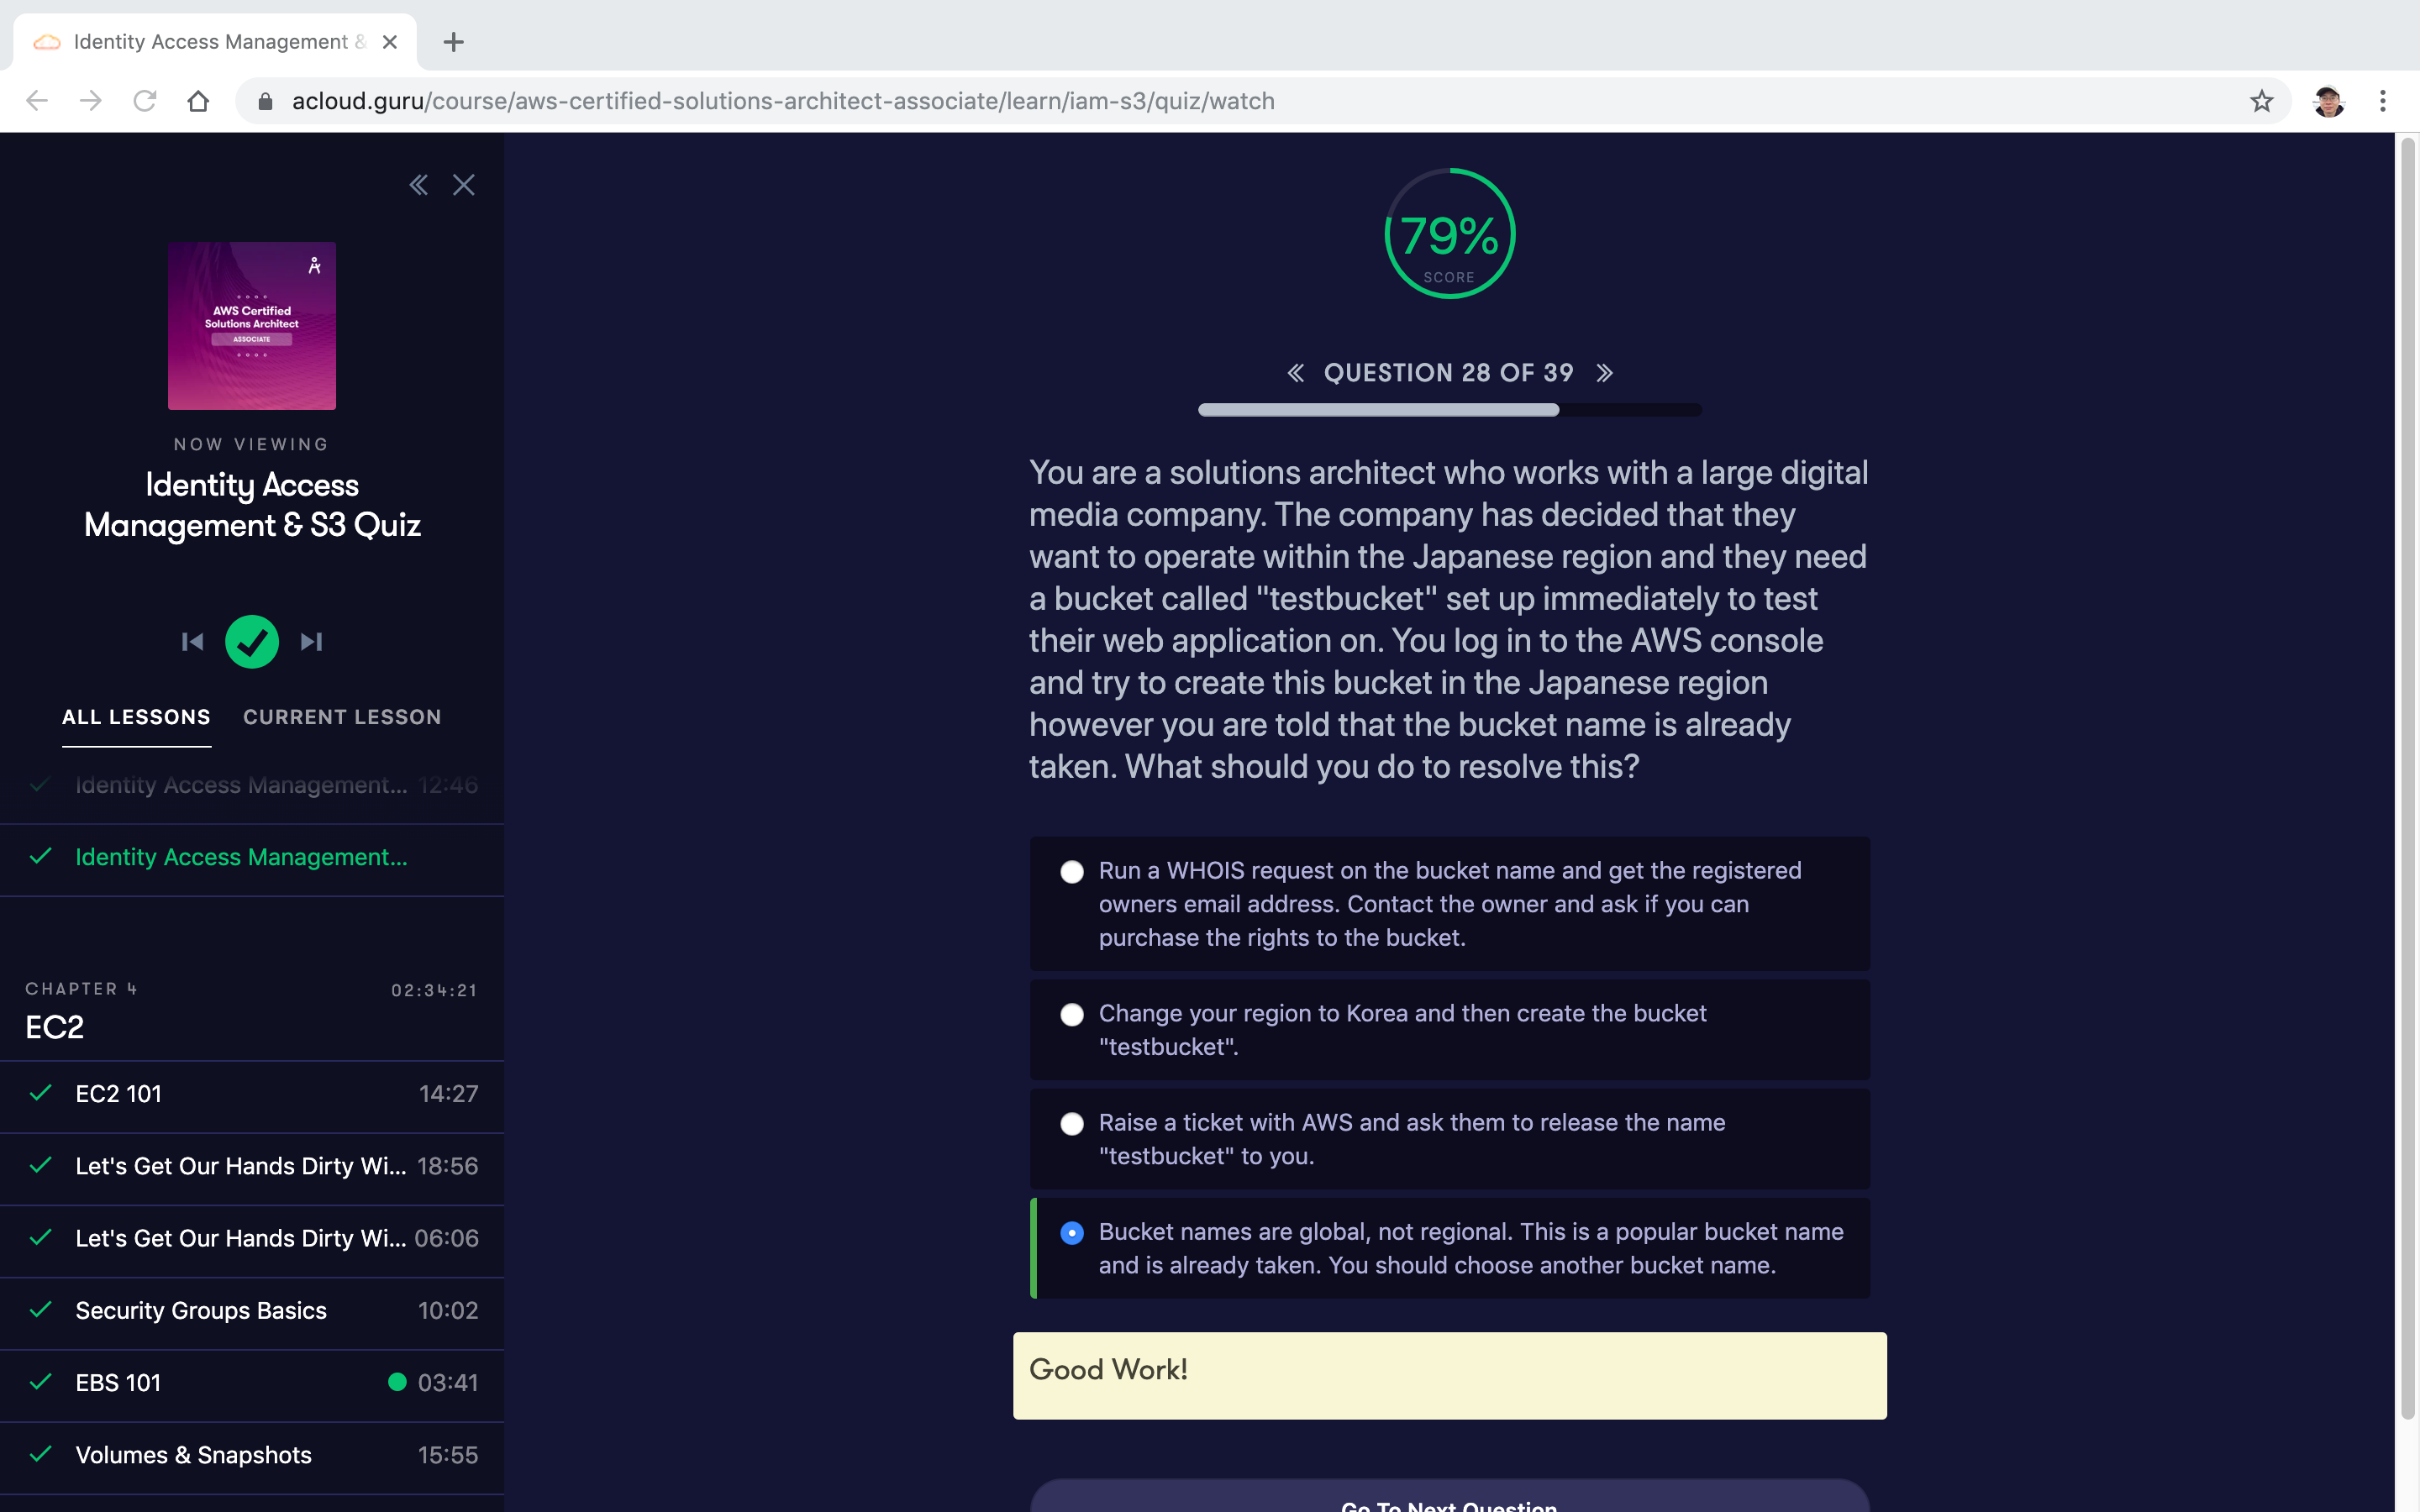 Identity Access Management &
acloud.guru/course/aws-certified-solutions-architect-associate/learn/iam-s3/quiz/watch
AWS Certified
Solutions Architect
ASSOCIATE
NOW VIEWING
Identity Access
Management & S3 Quiz
ALL LESSONS CURRENT LESSON
Identity Access Management... 12:46
Identity Access Management...
CHAPTER 4 02:34:21
EC2
EC2 101 14:27
Let's Get Our Hands Dirty Wi... 18:56
Let's Get Our Hands Dirty Wi... 06:06
Security Groups Basics 10:02
EBS 101 03:41
Volumes & Snapshots 15:55
79%
SCORE
QUESTION 28 OF 39
You are a solutions architect who works with a large digital
media company. The company has decided that they
want to operate within the Japanese region and they need
a bucket called "testbucket" set up immediately to test
their web application on. You log in to the AWS console
and try to create this bucket in the Japanese region
however you are told that the bucket name is already
taken. What should you do to resolve this?
Run a WHOIS request on the bucket name and get the registered
owners email address. Contact the owner and ask if you can
purchase the rights to the bucket.
Change your region to Korea and then create the bucket
"testbucket".
Raise a ticket with AWS and ask them to release the name
"testbucket" to you.
Bucket names are global, not regional. This is a popular bucket name
and is already taken. You should choose another bucket name.
Good Work!
Go To Next Question